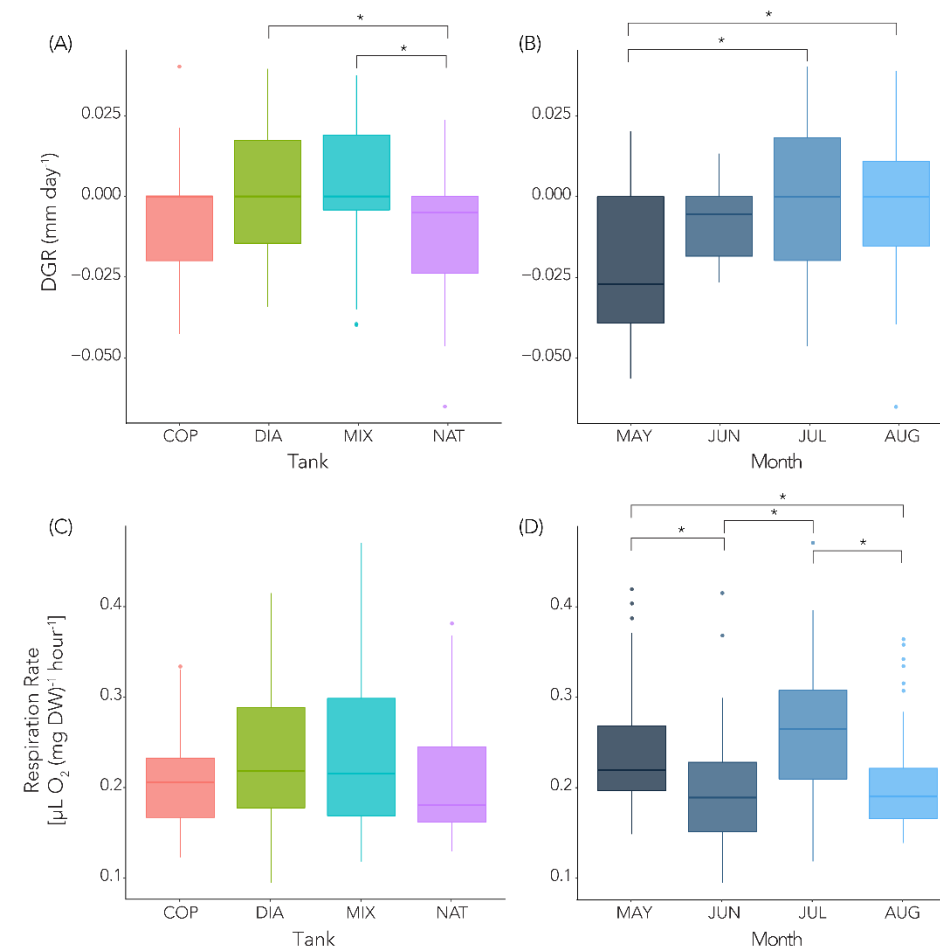 (A)
*
*
0.025
0.000
−0.025
−0.050
DGR (mm day-1)
COP DIA MIX NAT
Tank
(B)
*
*
0.025
0.000
−0.025
−0.050
MAY JUN JUL AUG
Month
(C)
0.4
0.3
0.2
0.1
Respiration Rate
[µL O2 (mg DW)-1 hour-1]
COP DIA MIX NAT
Tank
(D)
*
*
*
*
0.4
0.3
0.2
0.1
MAY JUN JUL AUG
Month